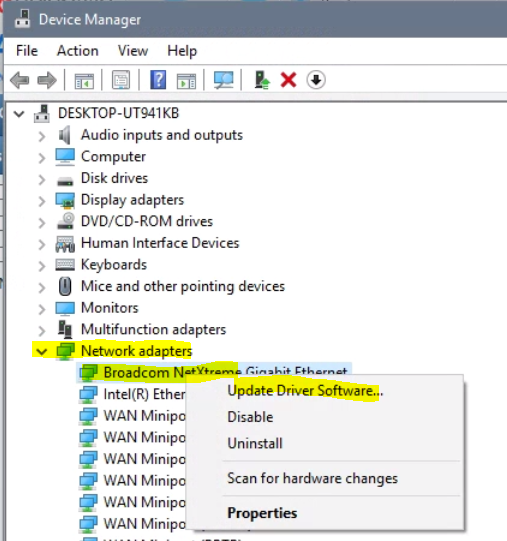 Device Manager
File Action View Help
DESKTOP-UT941KB
Audio inputs and outputs
Computer
Disk drives
Display adapters
DVD/CD-ROM drives
Human Interface Devices
Keyboards
Mice and other pointing devices
Monitors
Multifunction adapters
Network adapters
Broadcom NetXtreme Gigabit Ethernet
Intel(R) Ether
WAN Minipo
WAN Minipo
WAN Minipo
WAN Minipo
WAN Minipo
WAN Minipo
Update Driver Software...
Disable
Uninstall
Scan for hardware changes
Properties